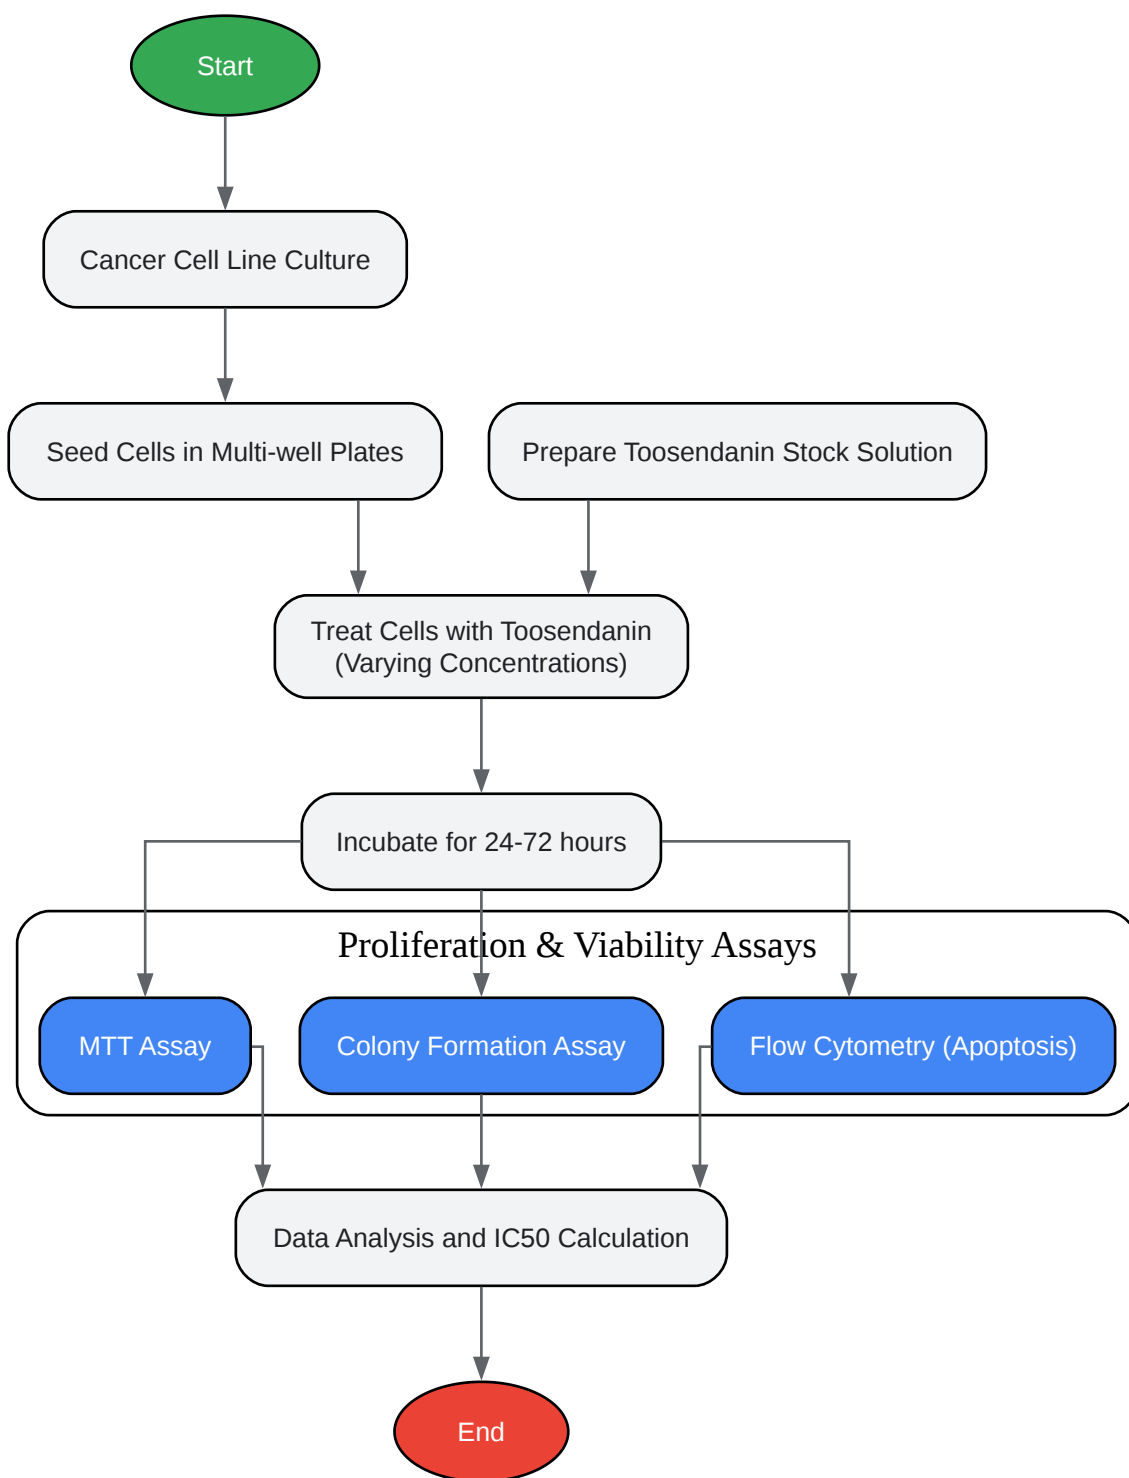 Start
Cancer Cell Line Culture
Seed Cells in Multi-well Plates
Prepare Toosendanin Stock Solution
Treat Cells with Toosendanin
(Varying Concentrations)
Incubate for 24-72 hours
Proliferation & Viability Assays
MTT Assay
Colony Formation Assay
Flow Cytometry (Apoptosis)
Data Analysis and IC50 Calculation
End